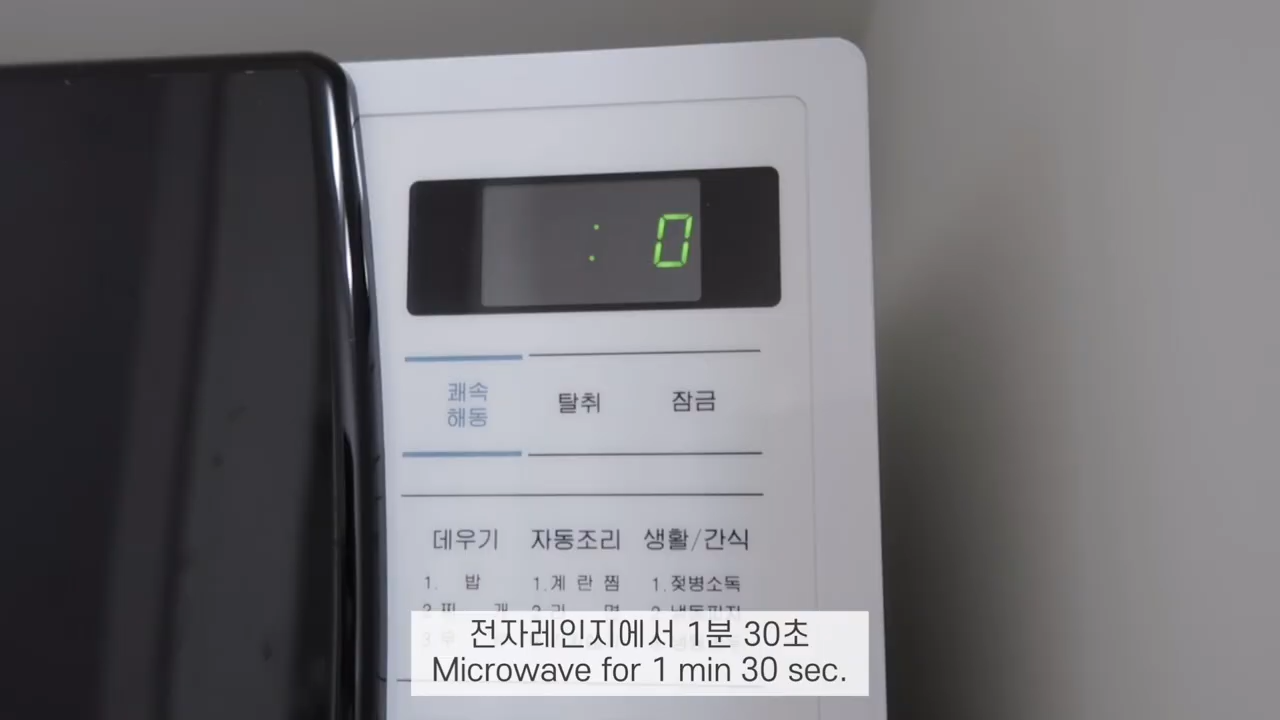 : 0
쾌속
해동
탈취
잠금
데우기 자동조리 생활/간식
1. 밥 1.계 란 찜 1.젖병소독
전자레인지에서 1분 30초
Microwave for 1 min 30 sec.